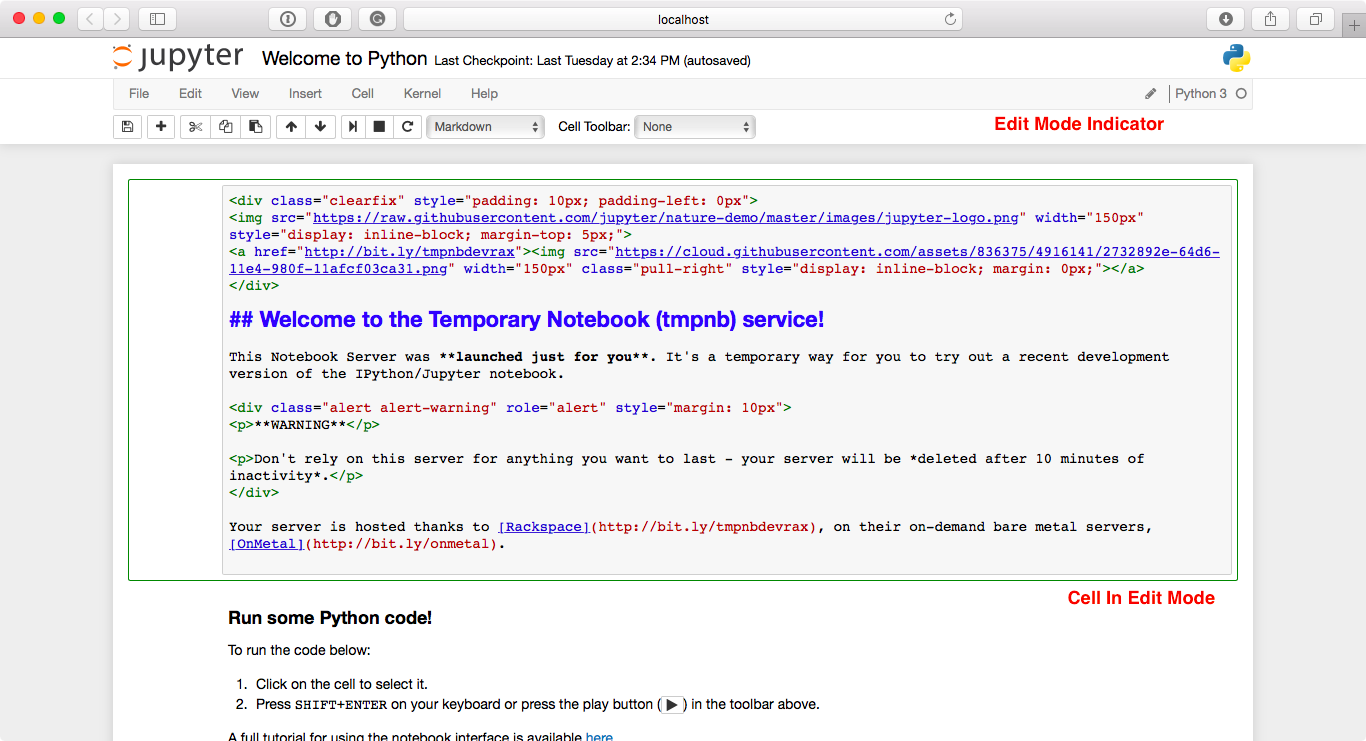 localhost
jupyter Welcome to Python Last Checkpoint: Last Tuesday at 2:34 PM (autosaved)
File Edit View Insert Cell Kernel Help Python 3
Markdown Cell Toolbar: None
Edit Mode Indicator
<div class="clearfix" style="padding: 10px; padding-left: 0px">
<img src="https://raw.githubusercontent.com/jupyter/nature-demo/master/images/jupyter-logo.png" width="150px"
style="display: inline-block; margin-top: 5px;">
<a href="http://bit.ly/tmpnbdevrax"><img src="https://cloud.githubusercontent.com/assets/836375/4916141/2732892e-64d6-
11e4-980f-11afcf03ca31.png" width="150px" class="pull-right" style="display: inline-block; margin: 0px;"></a>
</div>
## Welcome to the Temporary Notebook (tmpnb) service!
This Notebook Server was **launched just for you**. It's a temporary way for you to try out a recent development
version of the IPython/Jupyter notebook.
<div class="alert alert-warning" role="alert" style="margin: 10px">
<p>**WARNING**</p>
<p>Don't rely on this server for anything you want to last - your server will be *deleted after 10 minutes of
inactivity*.</p>
</div>
Your server is hosted thanks to [Rackspace](http://bit.ly/tmpnbdevrax), on their on-demand bare metal servers,
[OnMetal](http://bit.ly/onmetal).
Cell In Edit Mode
Run some Python code!
To run the code below:
1. Click on the cell to select it.
2. Press SHIFT+ENTER on your keyboard or press the play button (▶) in the toolbar above.
A full tutorial for using the notebook interface is available here